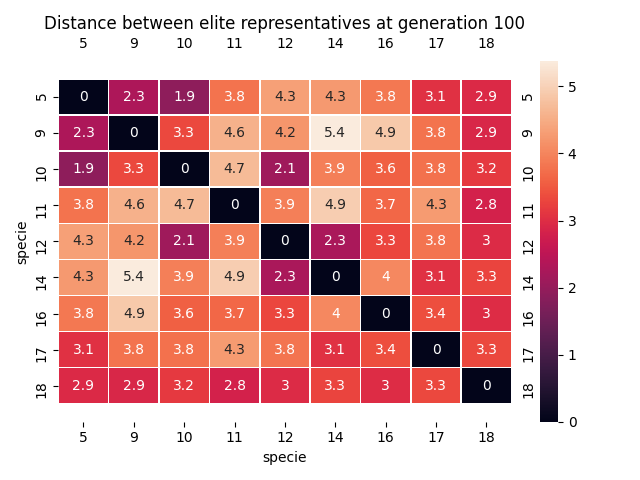 Distance between elite representatives at generation 100
5 9 10 11 12 14 16 17 18
5 0 2.3 1.9 3.8 4.3 4.3 3.8 3.1 2.9 5
9 2.3 0 3.3 4.6 4.2 5.4 4.9 3.8 2.9 9
10 1.9 3.3 0 4.7 2.1 3.9 3.6 3.8 3.2 10
11 3.8 4.6 4.7 0 3.9 4.9 3.7 4.3 2.8 11
12 4.3 4.2 2.1 3.9 0 2.3 3.3 3.8 3 12
14 4.3 5.4 3.9 4.9 2.3 0 4 3.1 3.3 14
16 3.8 4.9 3.6 3.7 3.3 4 0 3.4 3 16
17 3.1 3.8 3.8 4.3 3.8 3.1 3.4 0 3.3 17
18 2.9 2.9 3.2 2.8 3 3.3 3 3.3 0 18
5 9 10 11 12 14 16 17 18
specie
specie
5
4
3
2
1
0